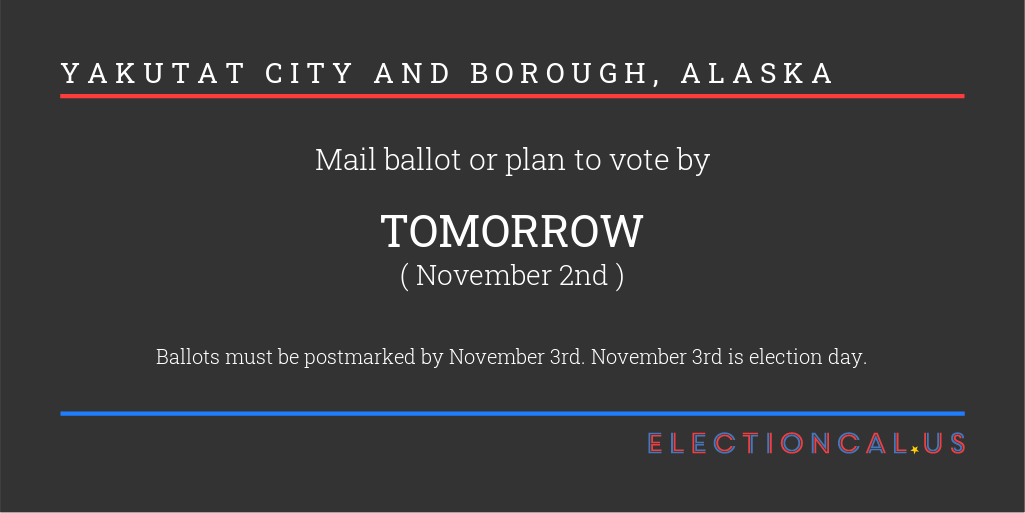 YAKUTAT CITY AND BOROUGH, ALASKA
Mail ballot or plan to vote by
TOMORROW
( November 2nd )
Ballots must be postmarked by November 3rd. November 3rd is election day.
ELECTIONCAL★US